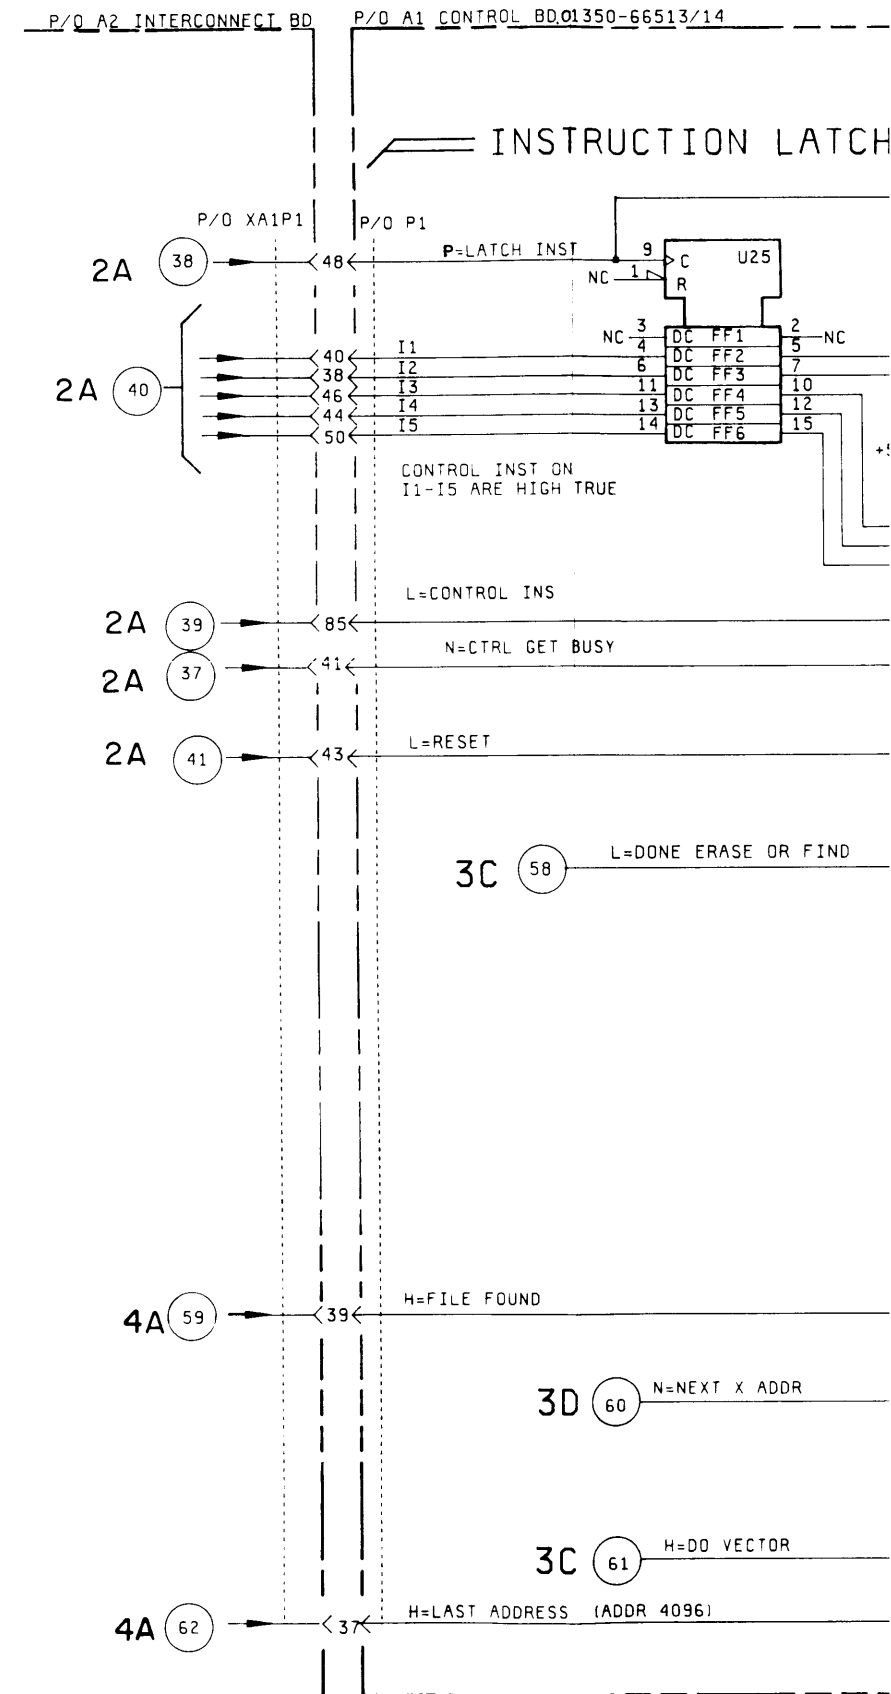 P/O A2 INTERCONNECT BD
P/O A1 CONTROL BD.01350-66513/14
INSTRUCTION LATCH
P/O XA1P1
P/O P1
2A 38 48 P=LATCH INST 9 C U25
NC 1 R
NC 3 DC FF1 2 NC
40 I1 4 DC FF2 5
38 I2 6 DC FF3 7
2A 40 46 I3 11 DC FF4 10
44 I4 13 DC FF5 12
50 I5 14 DC FF6 15
CONTROL INST ON
I1-I5 ARE HIGH TRUE
L=CONTROL INS
2A 39 85
N=CTRL GET BUSY
2A 37 41
L=RESET
2A 41 43
L=DONE ERASE OR FIND
3C 58
H=FILE FOUND
4A 59 39
N=NEXT X ADDR
3D 60
H=DO VECTOR
3C 61
H=LAST ADDRESS (ADDR 4096)
4A 62 37